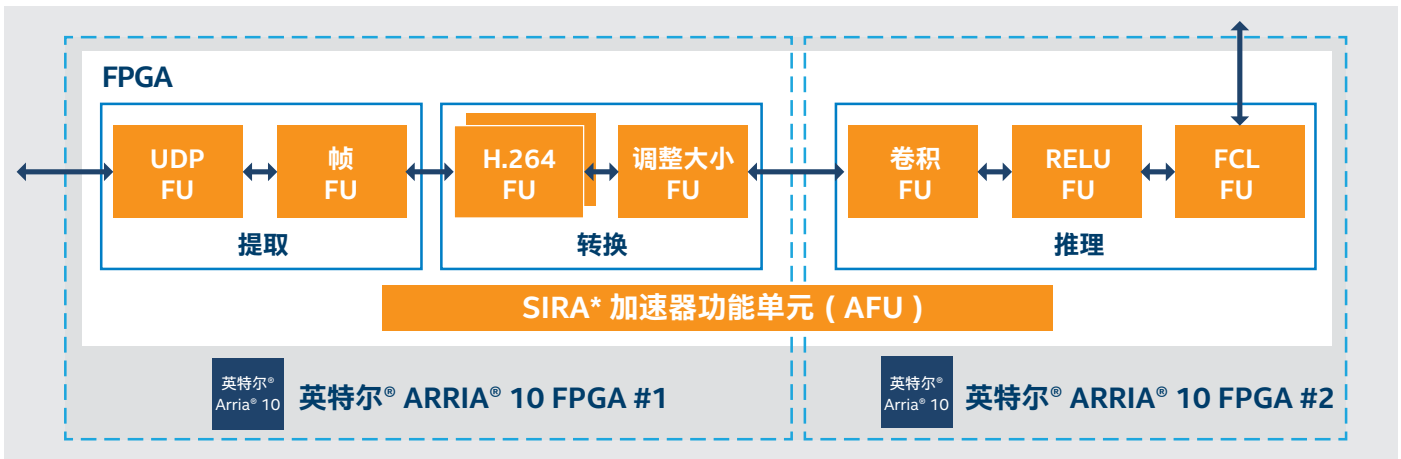 FPGA
UDP
FU
帧
FU
提取
H.264
FU
调整大小
FU
转换
卷积
FU
RELU
FU
FCL
FU
推理
SIRA* 加速器功能单元（AFU）
英特尔®
Arria® 10
英特尔® ARRIA® 10 FPGA #1
英特尔®
Arria® 10
英特尔® ARRIA® 10 FPGA #2